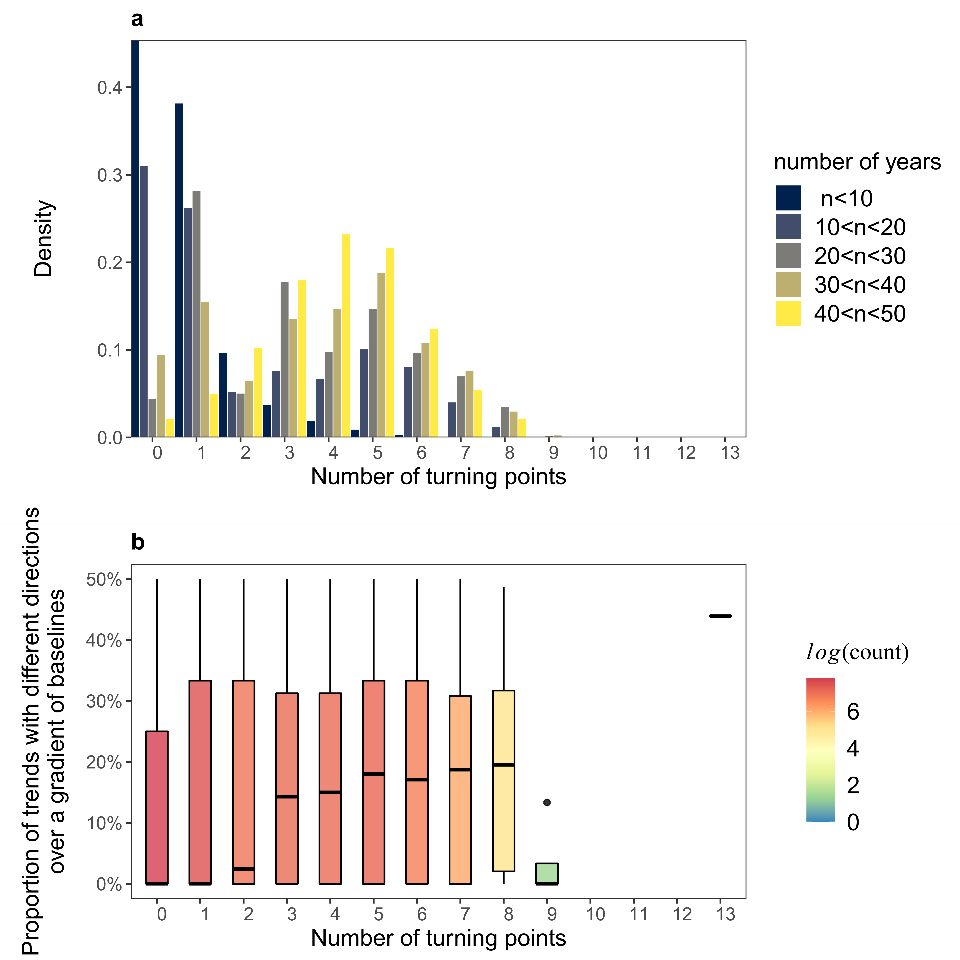 a
0.4
0.3
0.2
0.1
0.0
Density
0 1 2 3 4 5 6 7 8 9 10 11 12 13
Number of turning points
number of years
n<10
10<n<20
20<n<30
30<n<40
40<n<50
b
50%
40%
30%
20%
10%
0%
Proportion of trends with different directions
over a gradient of baselines
0 1 2 3 4 5 6 7 8 9 10 11 12 13
Number of turning points
log(count)
6
4
2
0